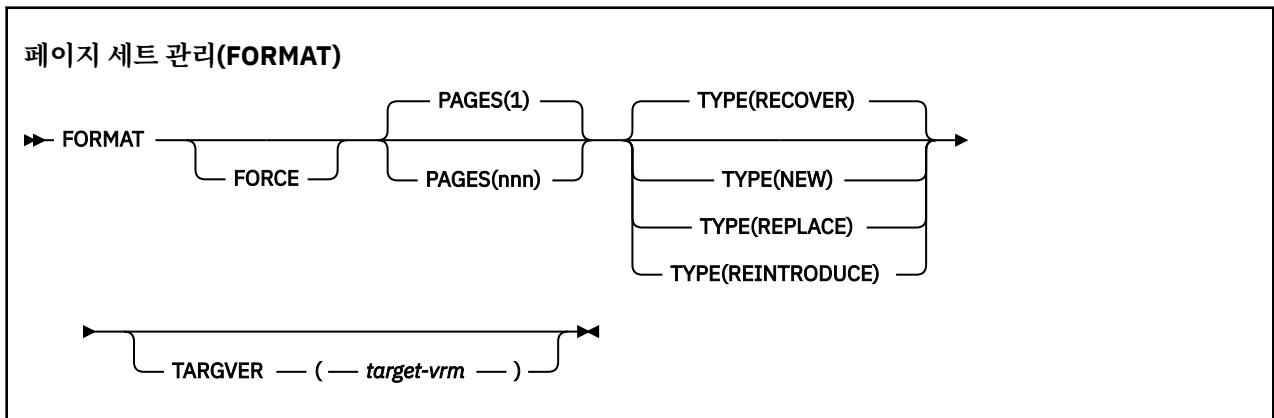 페이지 세트 관리(FORMAT)
PAGES(1) TYPE(RECOVER)
FORMAT
FORCE PAGES(nnn) TYPE(NEW)
TYPE(REPLACE)
TYPE(REINTRODUCE)
TARGVER ( target-vrm )